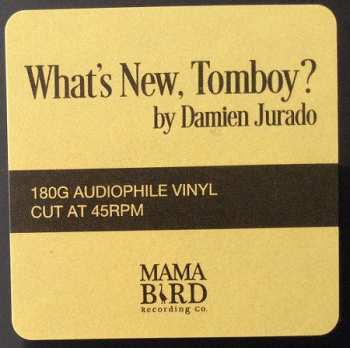 What's New, Tomboy?
by Damien Jurado
180G AUDIOPHILE VINYL
CUT AT 45RPM
MAMA
BIRD
Recording Co.